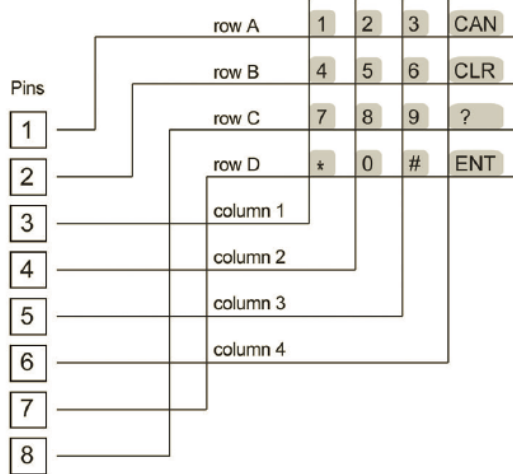 row A 1 2 3 CAN
row B 4 5 6 CLR
Pins
row C 7 8 9 ?
1
row D * 0 # ENT
2
column 1
3
column 2
4
column 3
5
column 4
6
7
8